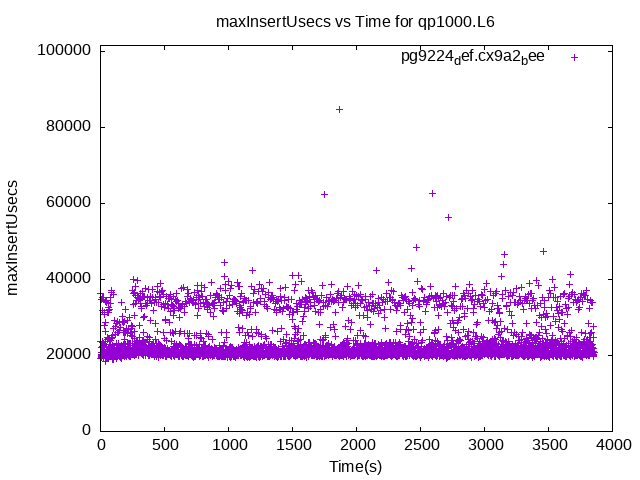 maxInsertUsecs vs Time for qp1000.L6
pg9224def.cx9a2bee
100000
80000
60000
40000
20000
0
maxInsertUsecs
0 500 1000 1500 2000 2500 3000 3500 4000
Time(s)